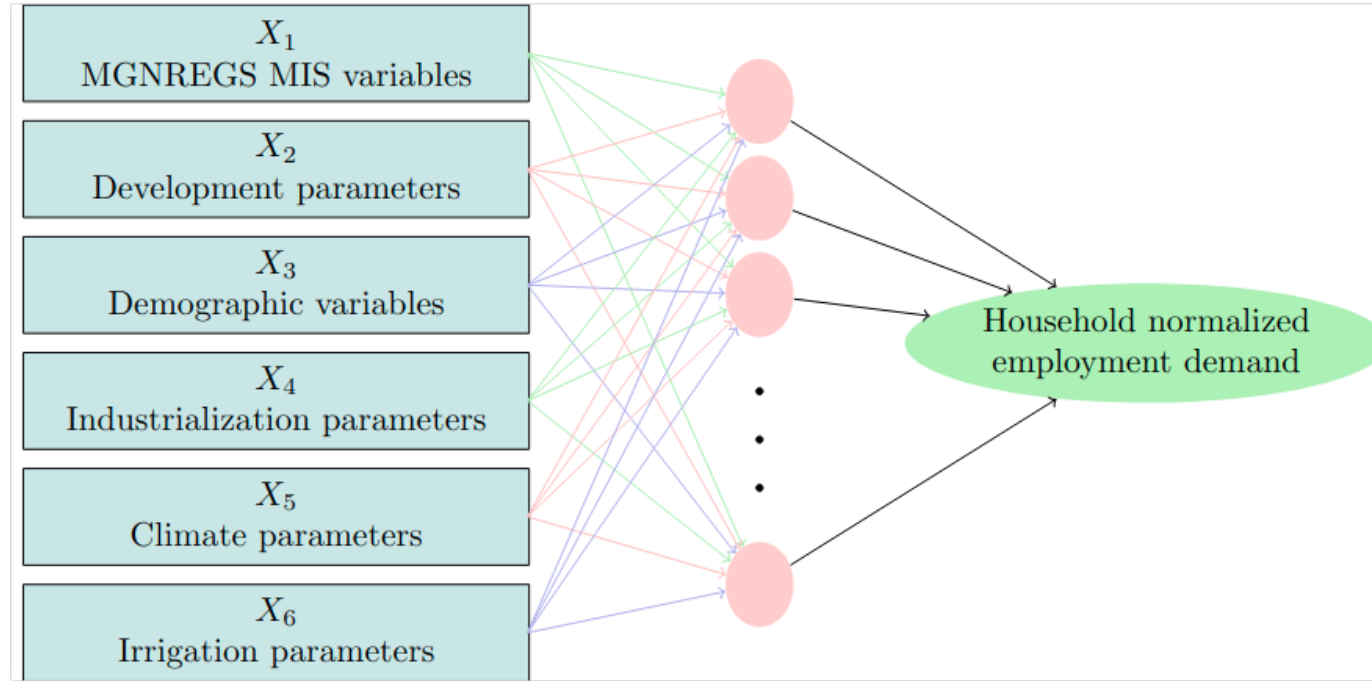 X₁
MGNREGS MIS variables
X₂
Development parameters
X₃
Demographic variables
X₄
Industrialization parameters
X₅
Climate parameters
X₆
Irrigation parameters
Household normalized
employment demand